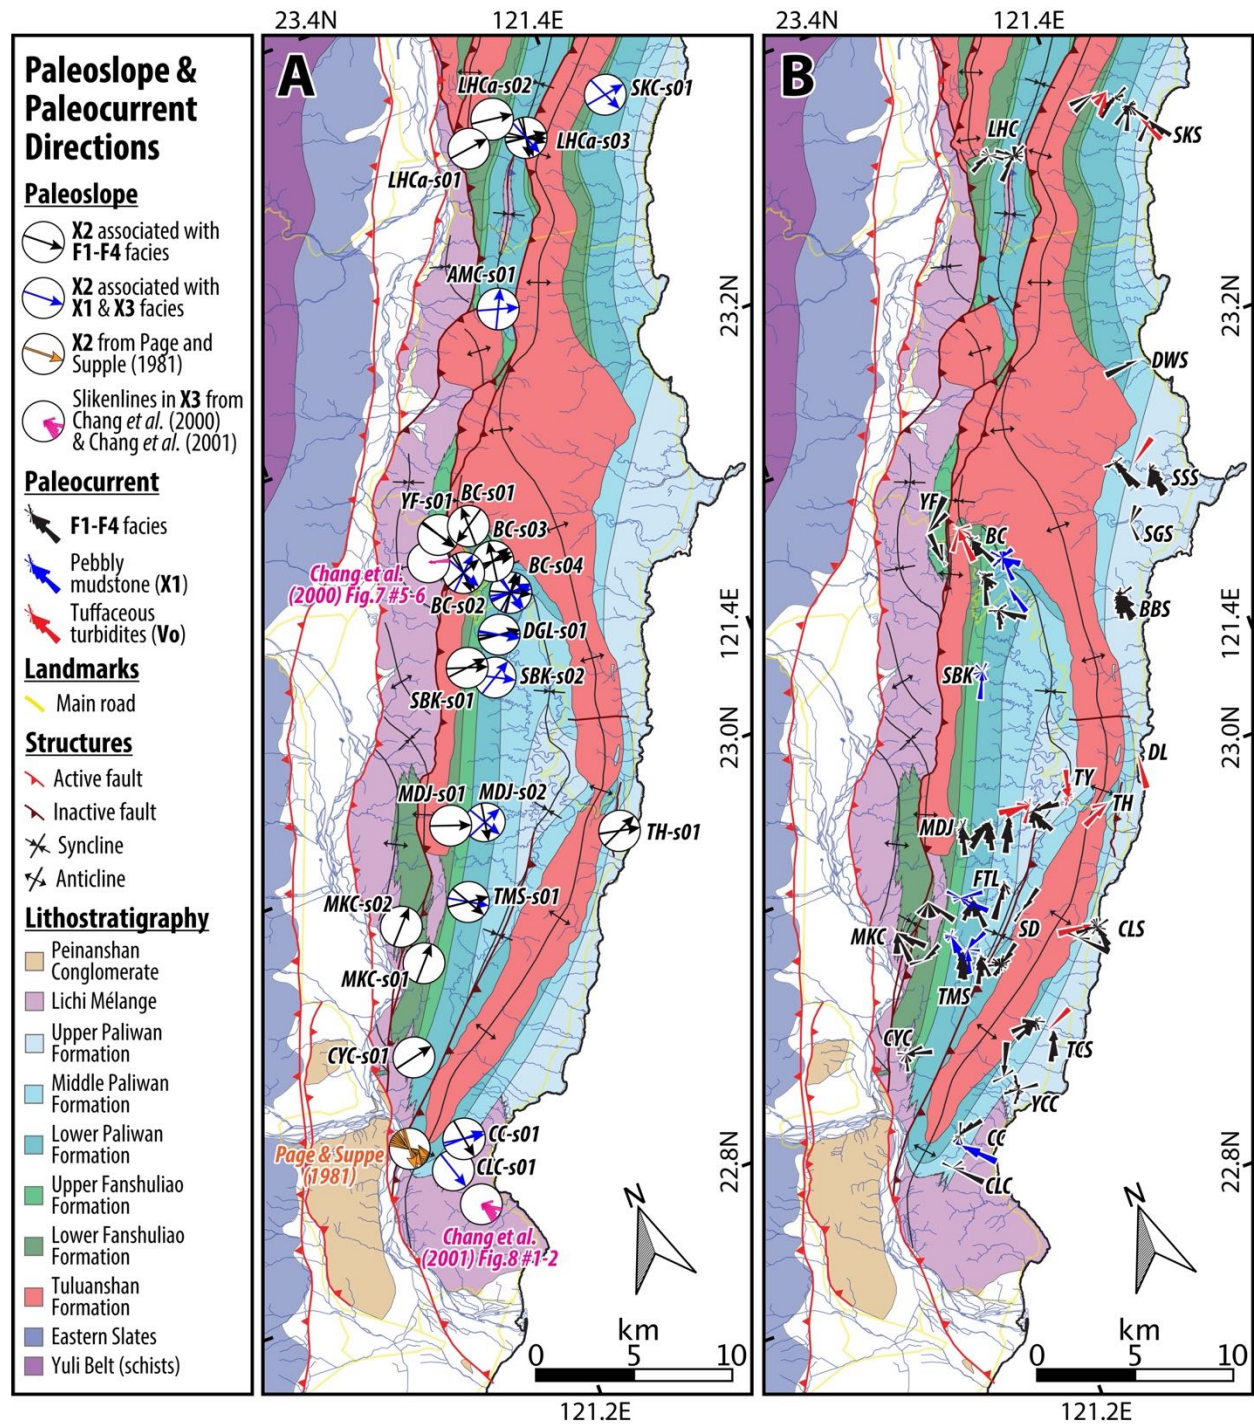 23.4N
121.4E
23.4N
121.4E
Paleoslope &
Paleocurrent
Directions
Paleoslope
X2 associated with
F1-F4 facies
X2 associated with
X1 & X3 facies
X2 from Page and
Supple (1981)
Slikenlines in X3 from
Chang et al. (2000)
& Chang et al. (2001)
Paleocurrent
F1-F4 facies
Pebbly
mudstone (X1)
Tuffaceous
turbidites (Vo)
Landmarks
Main road
Structures
Active fault
Inactive fault
Syncline
Anticline
Lithostratigraphy
Peinanshan
Conglomerate
Lichi Mélange
Upper Paliwan
Formation
Middle Paliwan
Formation
Lower Paliwan
Formation
Upper Fanshuliao
Formation
Lower Fanshuliao
Formation
Tuluanshan
Formation
Eastern Slates
Yuli Belt (schists)
A
LHCa-s02
SKC-s01
LHCa-s03
LHCa-s01
AMC-s01
23.2N
YF-s01
BC-s01
BC-s03
BC-s04
Chang et al.
(2000) Fig.7 #5-6
BC-s02
DGL-s01
121.4E
SBK-s02
SBK-s01
23.0N
MDJ-s01
MDJ-s02
TH-s01
MKC-s02
TMS-s01
MKC-s01
CYC-s01
Page & Suppe
(1981)
CC-s01
CLC-s01
22.8N
Chang et al.
(2001) Fig.8 #1-2
N
km
0
5
10
121.2E
B
LHC
SKS
23.2N
DWS
SSS
YF
BC
SGS
BBS
121.4E
SBK
23.0N
DL
TY
TH
MDJ
FTL
SD
CLS
MKC
TMS
CYC
TCS
YCC
CC
CLC
22.8N
N
km
0
5
10
121.2E